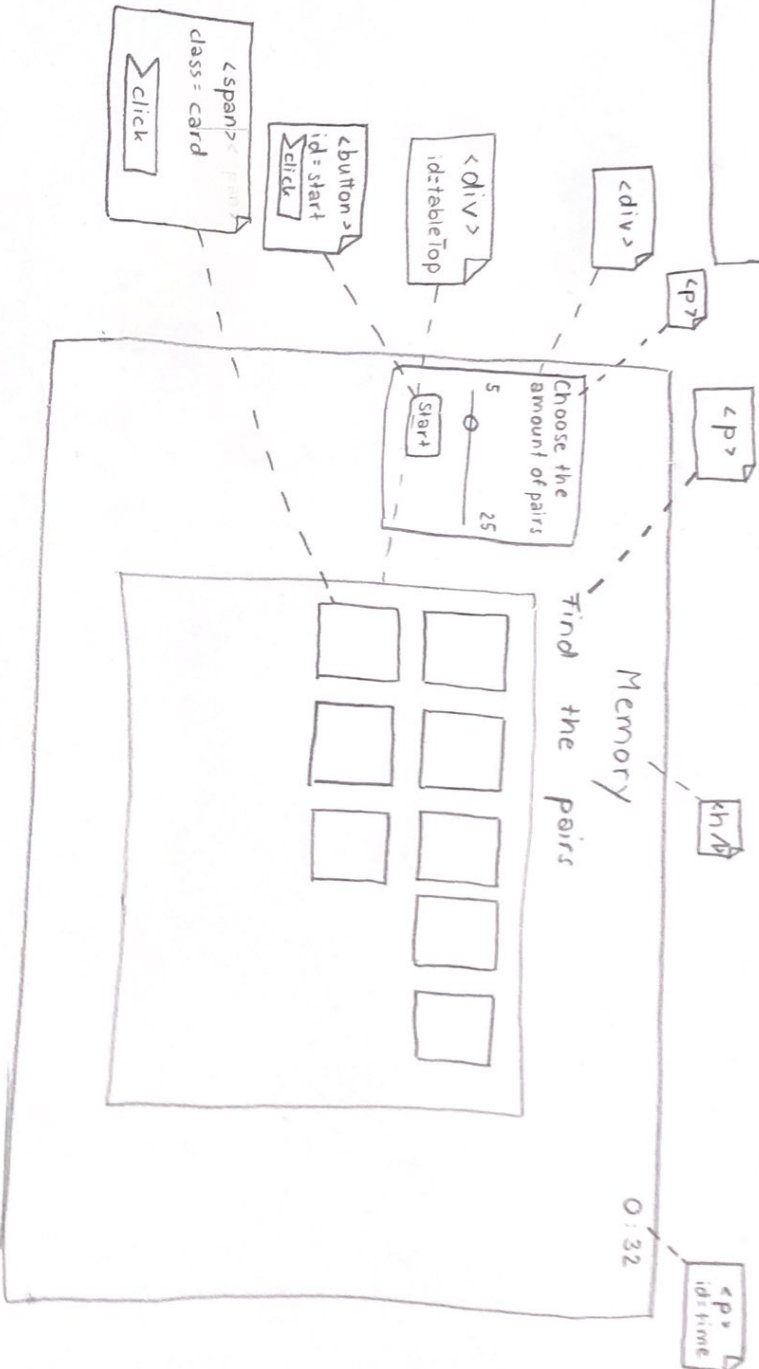 <p>
<h1>
<p>
id=time
<p>
<div>
<div>
id=tableTop
<button>
id=start
click
<span>
class=card
click
Memory
0:32
Find the pairs
Choose the
amount of pairs
5 25
Start